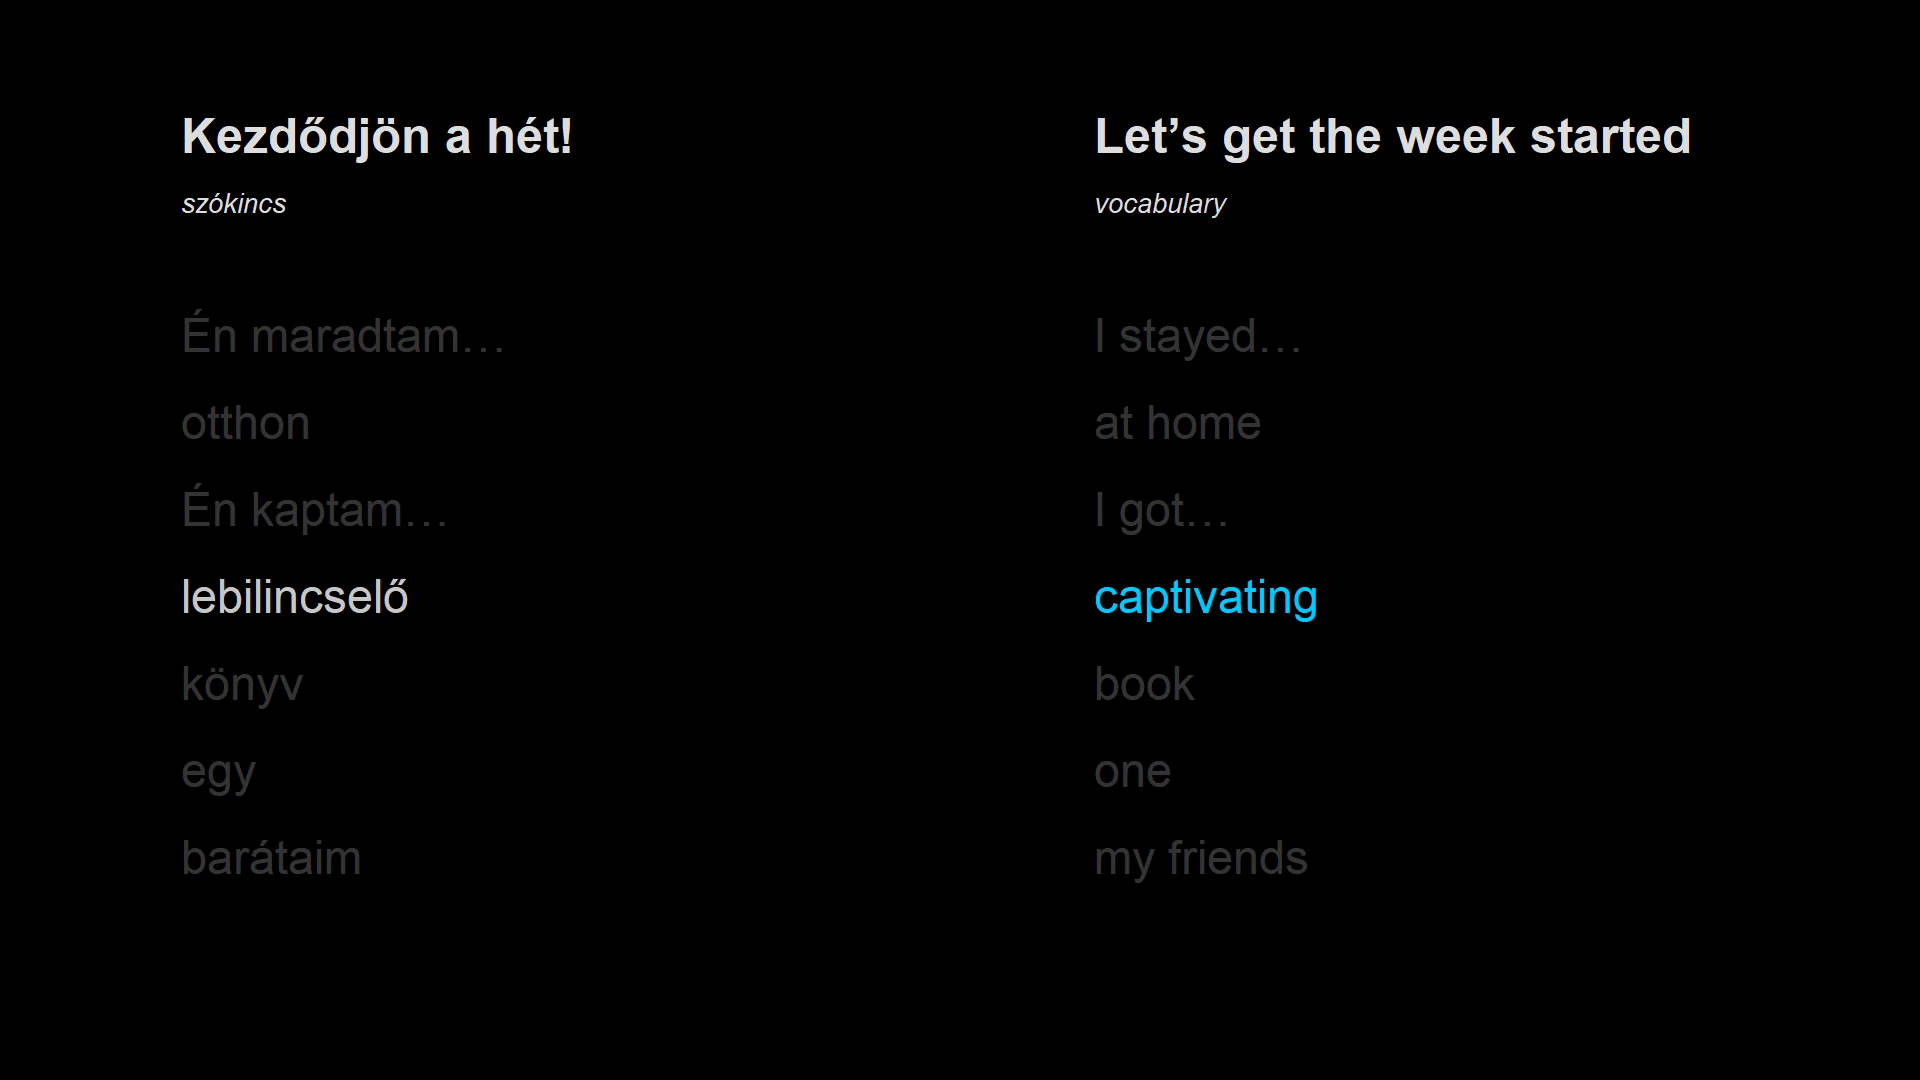 Kezdődjön a hét!
szókincs
Én maradtam…
otthon
Én kaptam…
lebilincselő
könyv
egy
barátaim
Let’s get the week started
vocabulary
I stayed…
at home
I got…
captivating
book
one
my friends